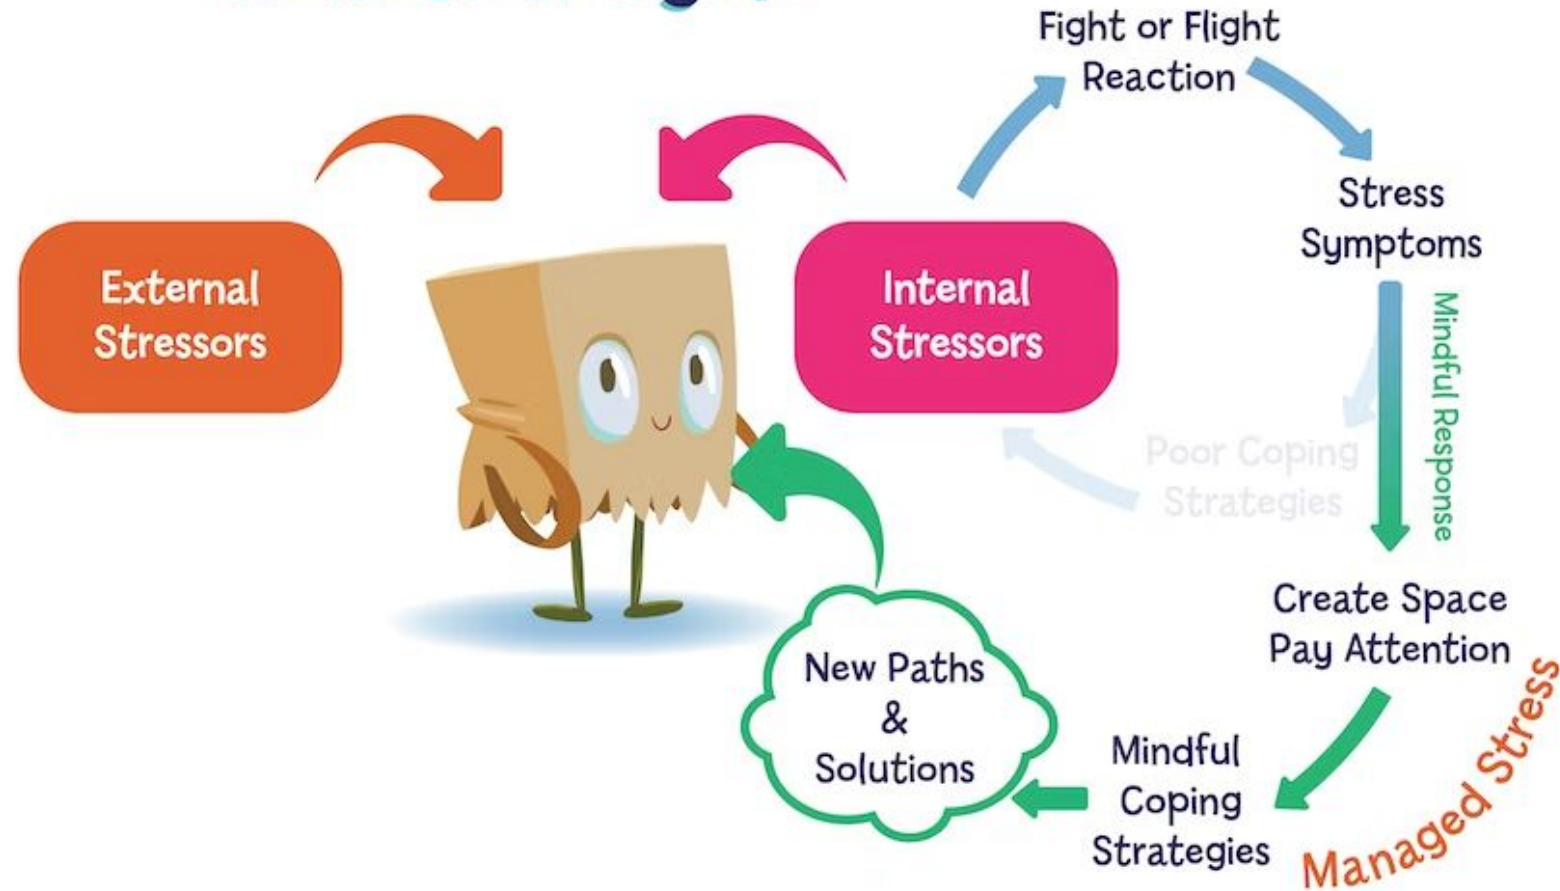 Fight or Flight
Reaction
Stress
Symptoms
External
Stressors
Internal
Stressors
Mindful Response
Poor Coping
Strategies
Create Space
Pay Attention
New Paths
&
Solutions
Mindful
Coping
Strategies
Managed Stress